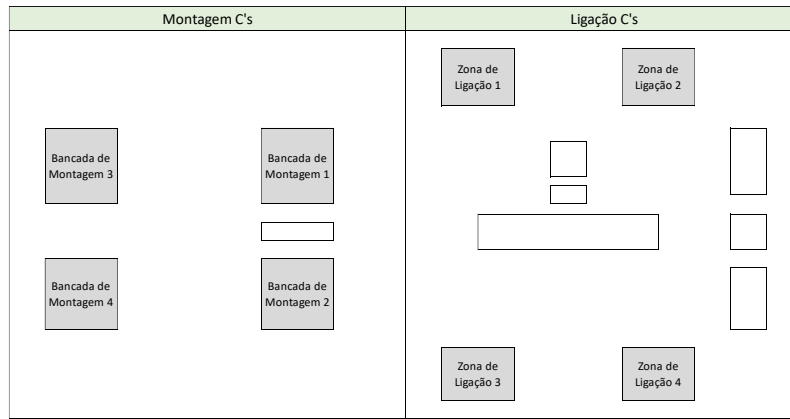 Montagem C's
Ligação C's
Zona de
Ligação 1
Zona de
Ligação 2
Bancada de
Montagem 3
Bancada de
Montagem 1
Bancada de
Montagem 4
Bancada de
Montagem 2
Zona de
Ligação 3
Zona de
Ligação 4